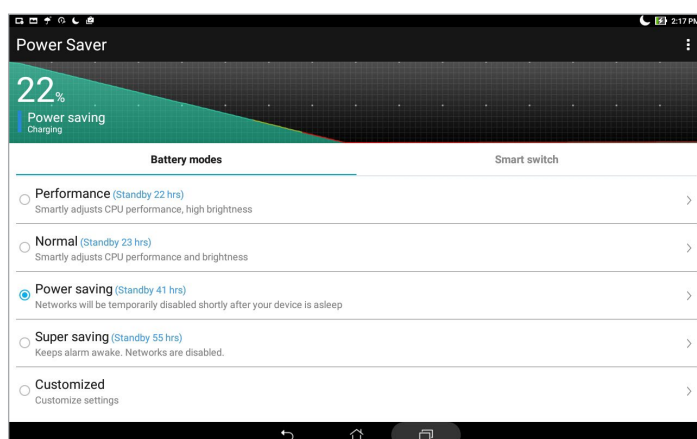 2:17 PM
Power Saver
22%
Power saving
Charging
Battery modes
Smart switch
Performance (Standby 22 hrs)
Smartly adjusts CPU performance, high brightness
Normal (Standby 23 hrs)
Smartly adjusts CPU performance and brightness
Power saving (Standby 41 hrs)
Networks will be temporarily disabled shortly after your device is asleep
Super saving (Standby 55 hrs)
Keeps alarm awake. Networks are disabled.
Customized
Customize settings